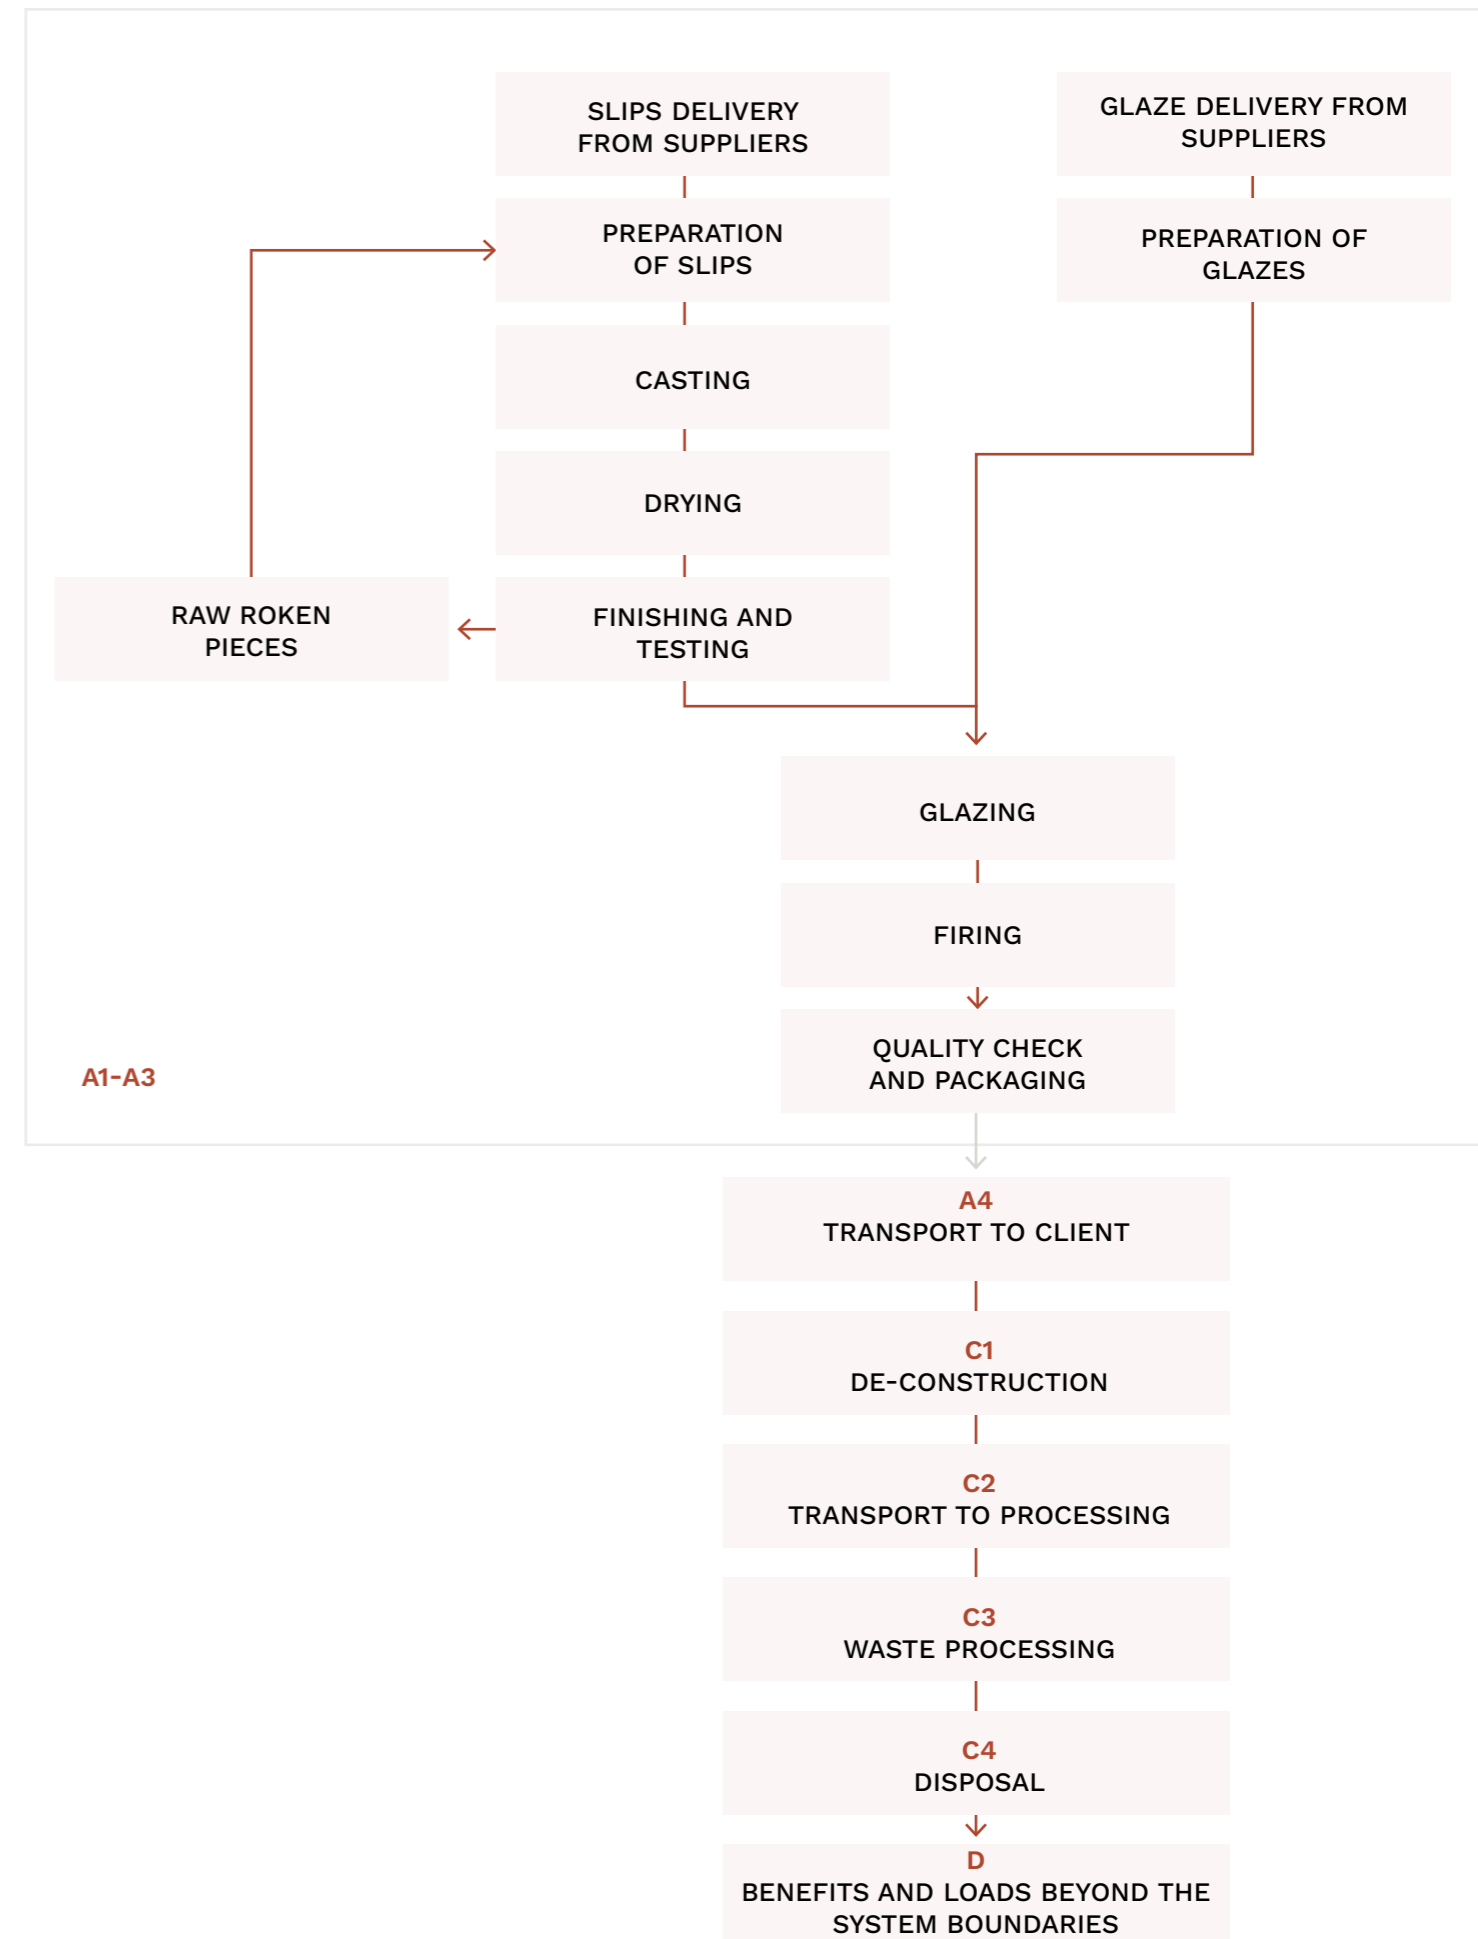 SLIPS DELIVERY
FROM SUPPLIERS
GLAZE DELIVERY FROM
SUPPLIERS
PREPARATION
OF SLIPS
PREPARATION OF
GLAZES
CASTING
DRYING
RAW ROKEN
PIECES
FINISHING AND
TESTING
GLAZING
FIRING
QUALITY CHECK
AND PACKAGING
A1-A3
A4
TRANSPORT TO CLIENT
C1
DE-CONSTRUCTION
C2
TRANSPORT TO PROCESSING
C3
WASTE PROCESSING
C4
DISPOSAL
D
BENEFITS AND LOADS BEYOND THE
SYSTEM BOUNDARIES